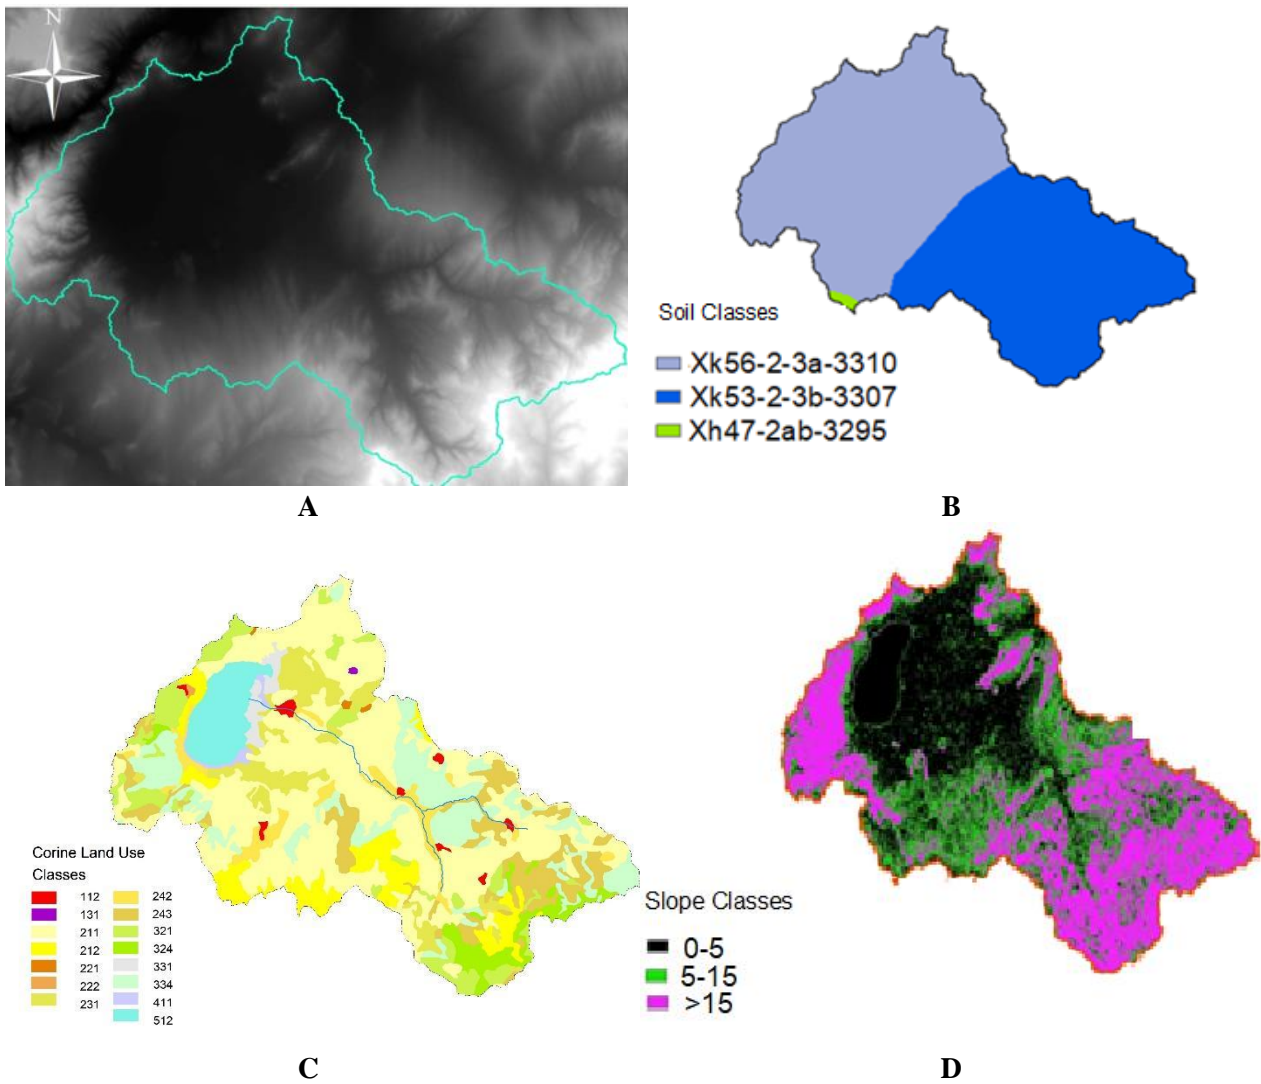 N
A
Soil Classes
Xk56-2-3a-3310
Xk53-2-3b-3307
Xh47-2ab-3295
B
Corine Land Use
Classes
112 242
131 243
211 321
212 324
221 331
222 334
231 411
512
C
Slope Classes
0-5
5-15
>15
D